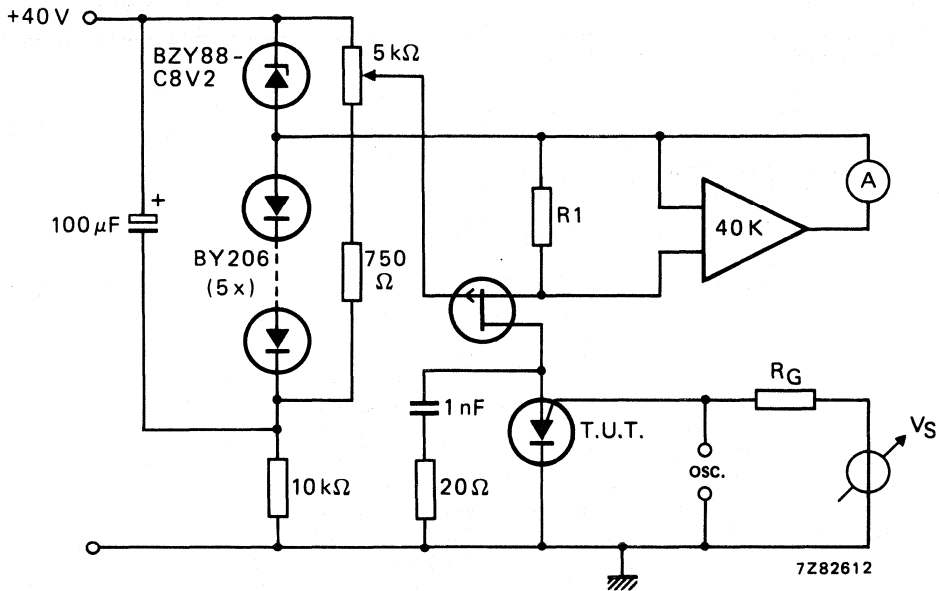 +40 V
BZY88-
C8V2
5 kΩ
+
100 μF
BY206
(5x)
750
Ω
R1
40 K
A
1 nF
T.U.T.
RG
VS
OSC.
10 kΩ
20 Ω
7Z82612